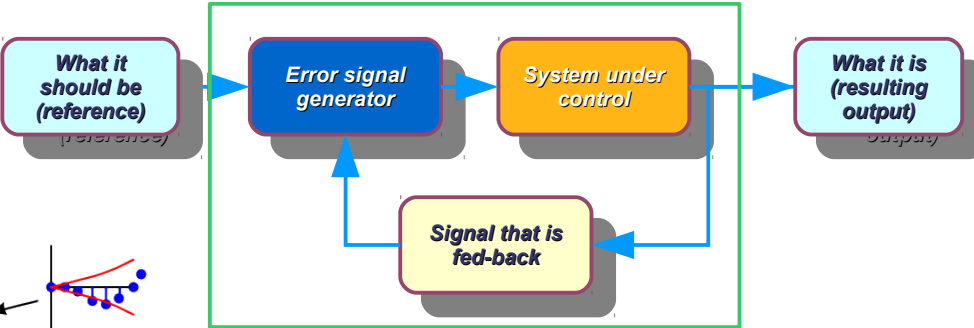 What it
should be
(reference)
Error signal
generator
System under
control
What it is
(resulting
output)
Signal that is
fed-back